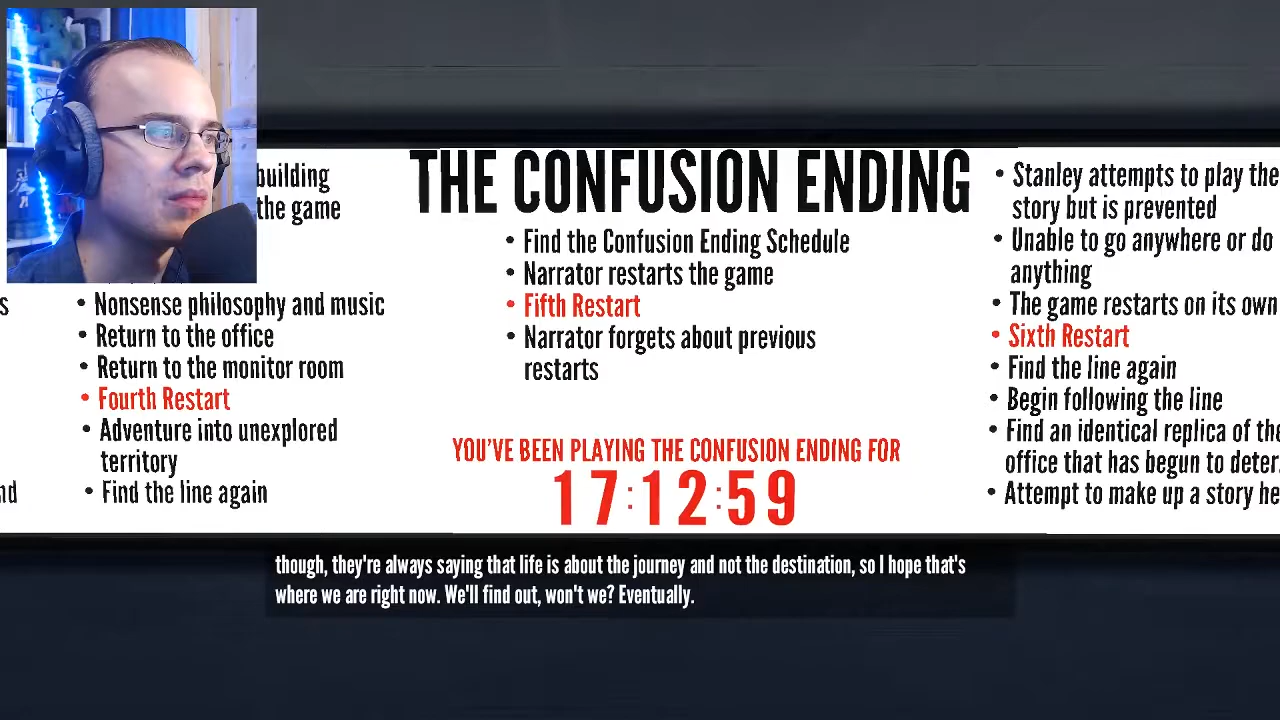 building
the game
s
• Nonsense philosophy and music
• Return to the office
• Return to the monitor room
• Fourth Restart
• Adventure into unexplored
territory
nd
• Find the line again
THE CONFUSION ENDING
• Find the Confusion Ending Schedule
• Narrator restarts the game
• Fifth Restart
• Narrator forgets about previous
restarts
YOU'VE BEEN PLAYING THE CONFUSION ENDING FOR
17:12:59
• Stanley attempts to play the
story but is prevented
• Unable to go anywhere or do
anything
• The game restarts on its own
• Sixth Restart
• Find the line again
• Begin following the line
• Find an identical replica of the
office that has begun to deter
• Attempt to make up a story he
though, they're always saying that life is about the journey and not the destination, so I hope that's
where we are right now. We'll find out, won't we? Eventually.